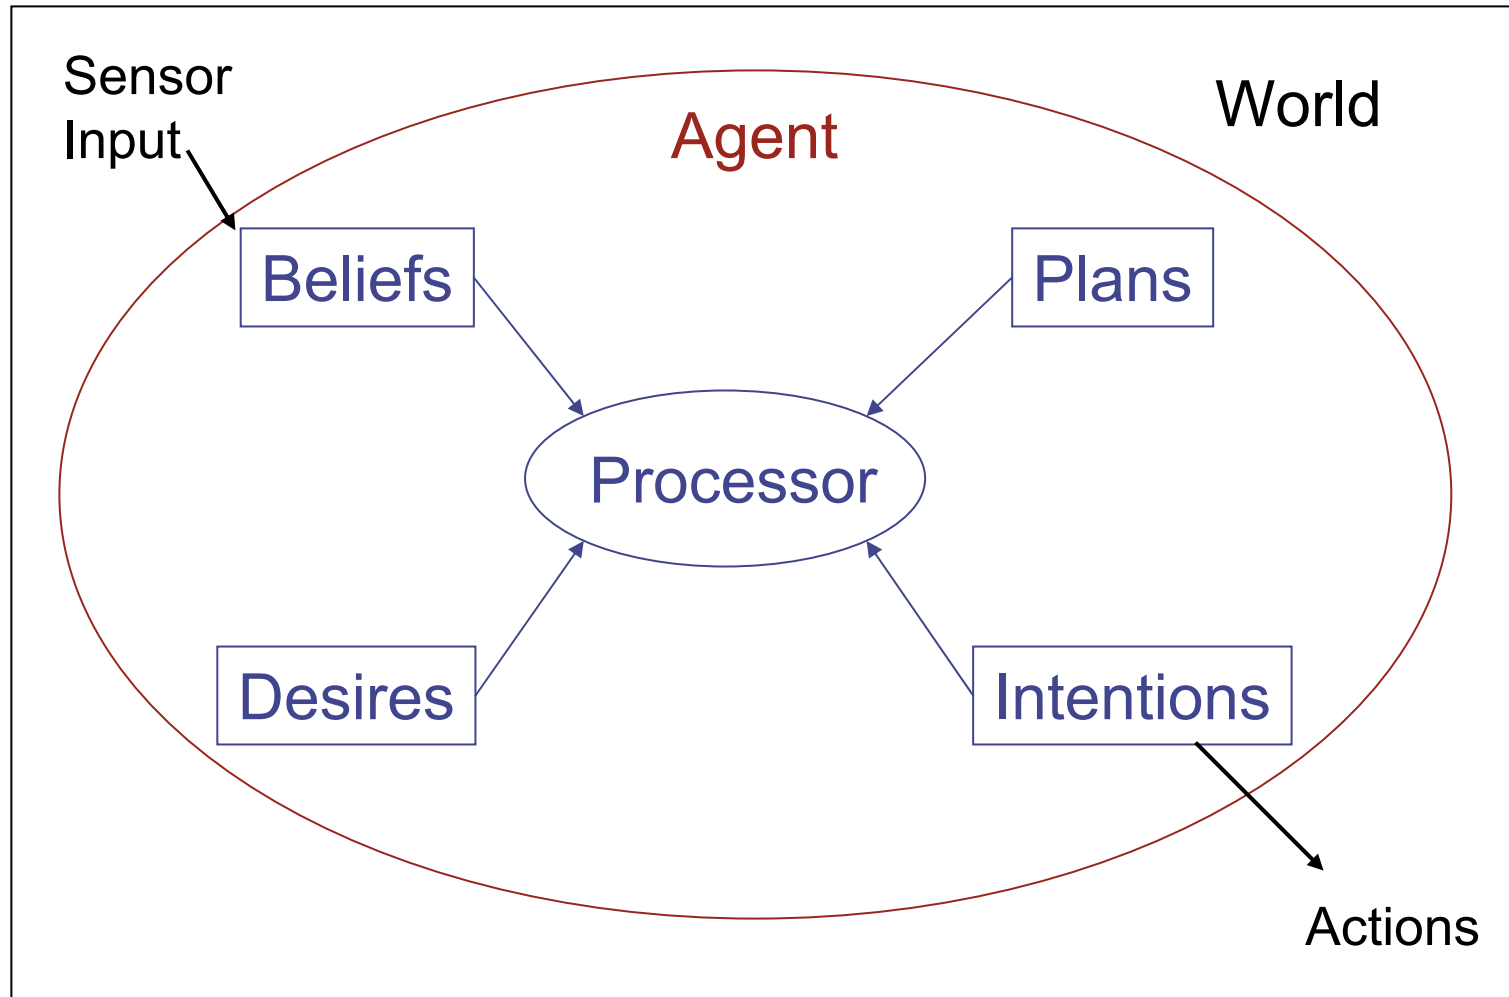 Sensor
Input
Agent
World
Beliefs
Plans
Processor
Desires
Intentions
Actions